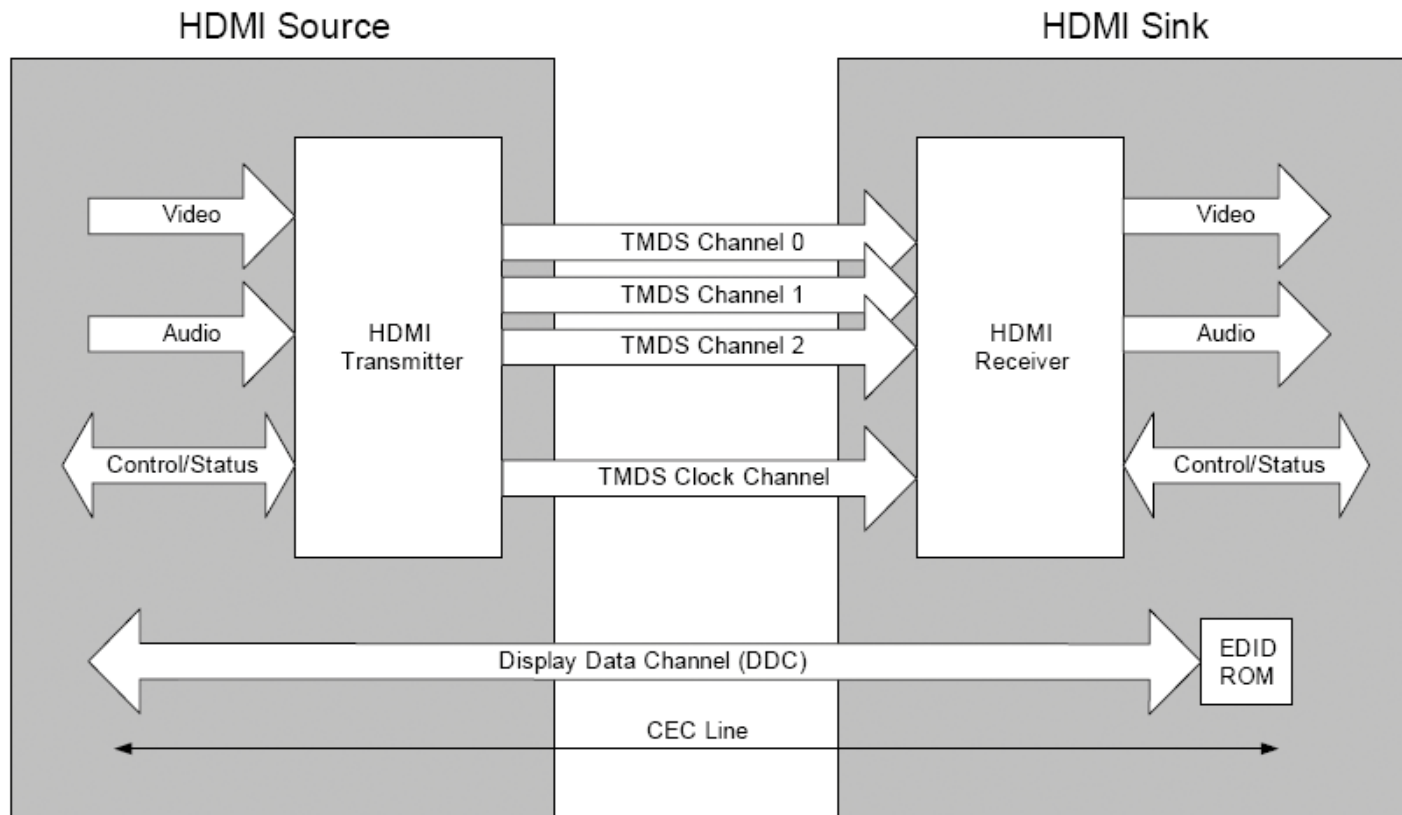 HDMI Source
HDMI Sink
Video
TMDS Channel 0
Video
TMDS Channel 1
Audio
HDMI
Transmitter
TMDS Channel 2
HDMI
Receiver
Audio
Control/Status
TMDS Clock Channel
Control/Status
Display Data Channel (DDC)
EDID
ROM
CEC Line